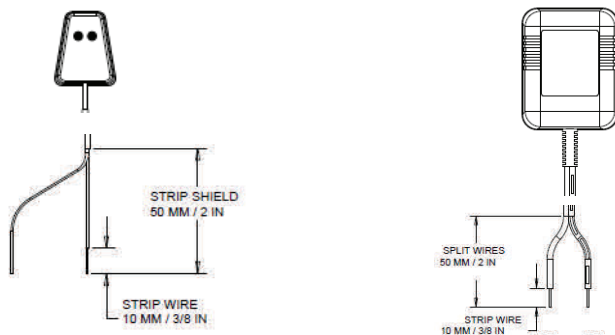 STRIP SHIELD
50 MM / 2 IN
STRIP WIRE
10 MM / 3/8 IN
SPLIT WIRES
50 MM / 2 IN
STRIP WIRE
10 MM / 3/8 IN